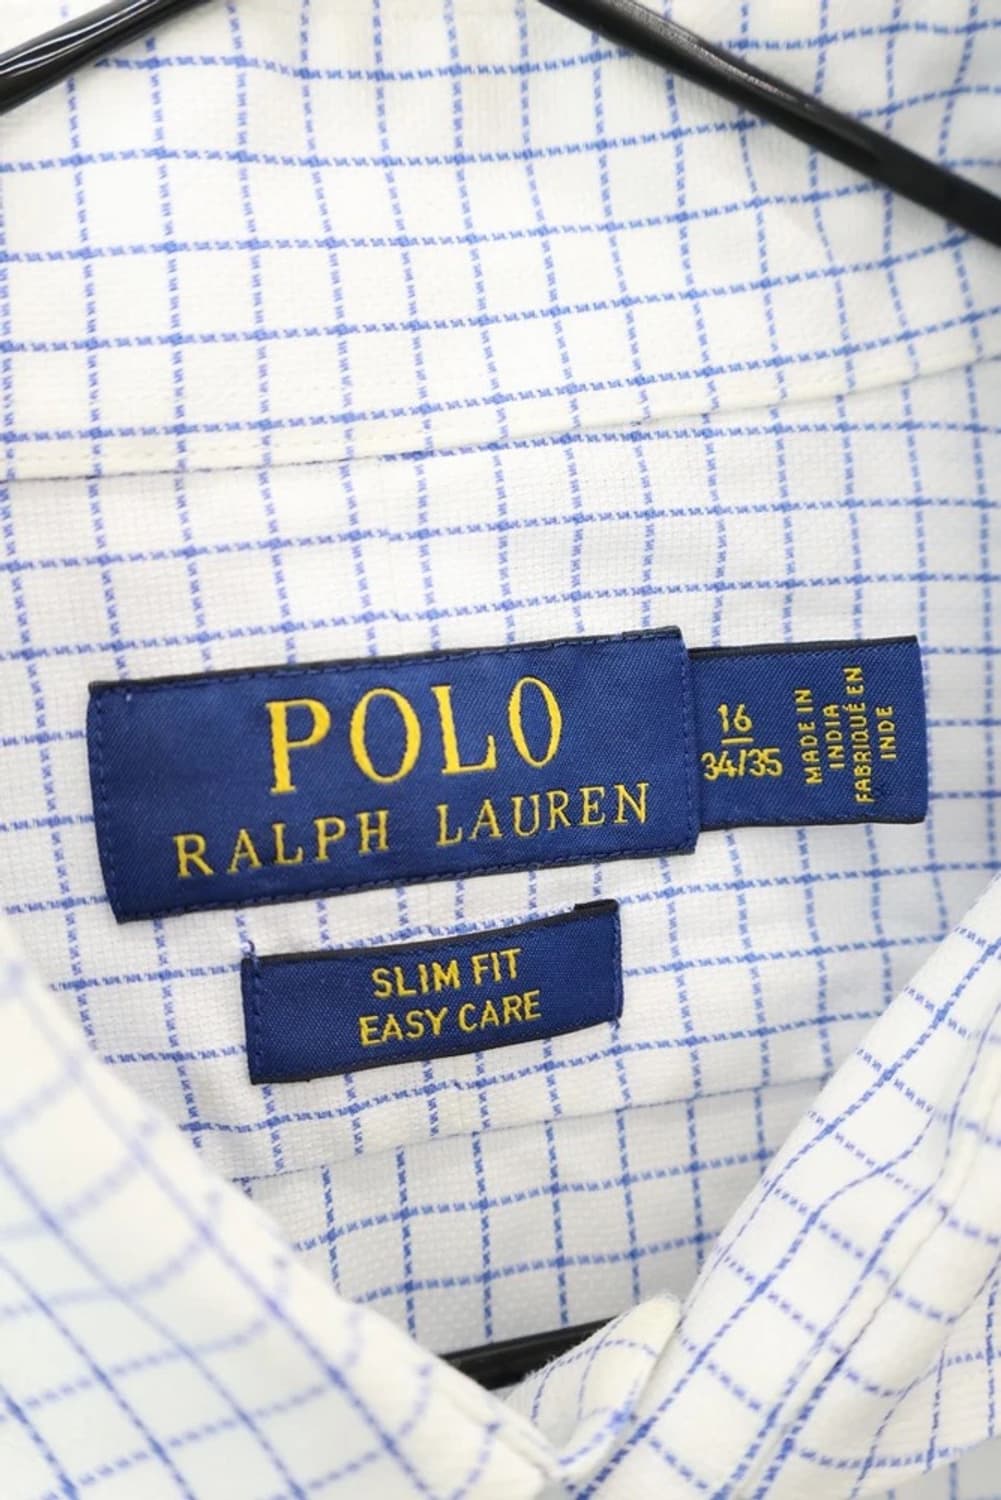 POLO
RALPH LAUREN
16
34/35
MADE IN
INDIA
FABRIQUÉ EN
INDE
SLIM FIT
EASY CARE